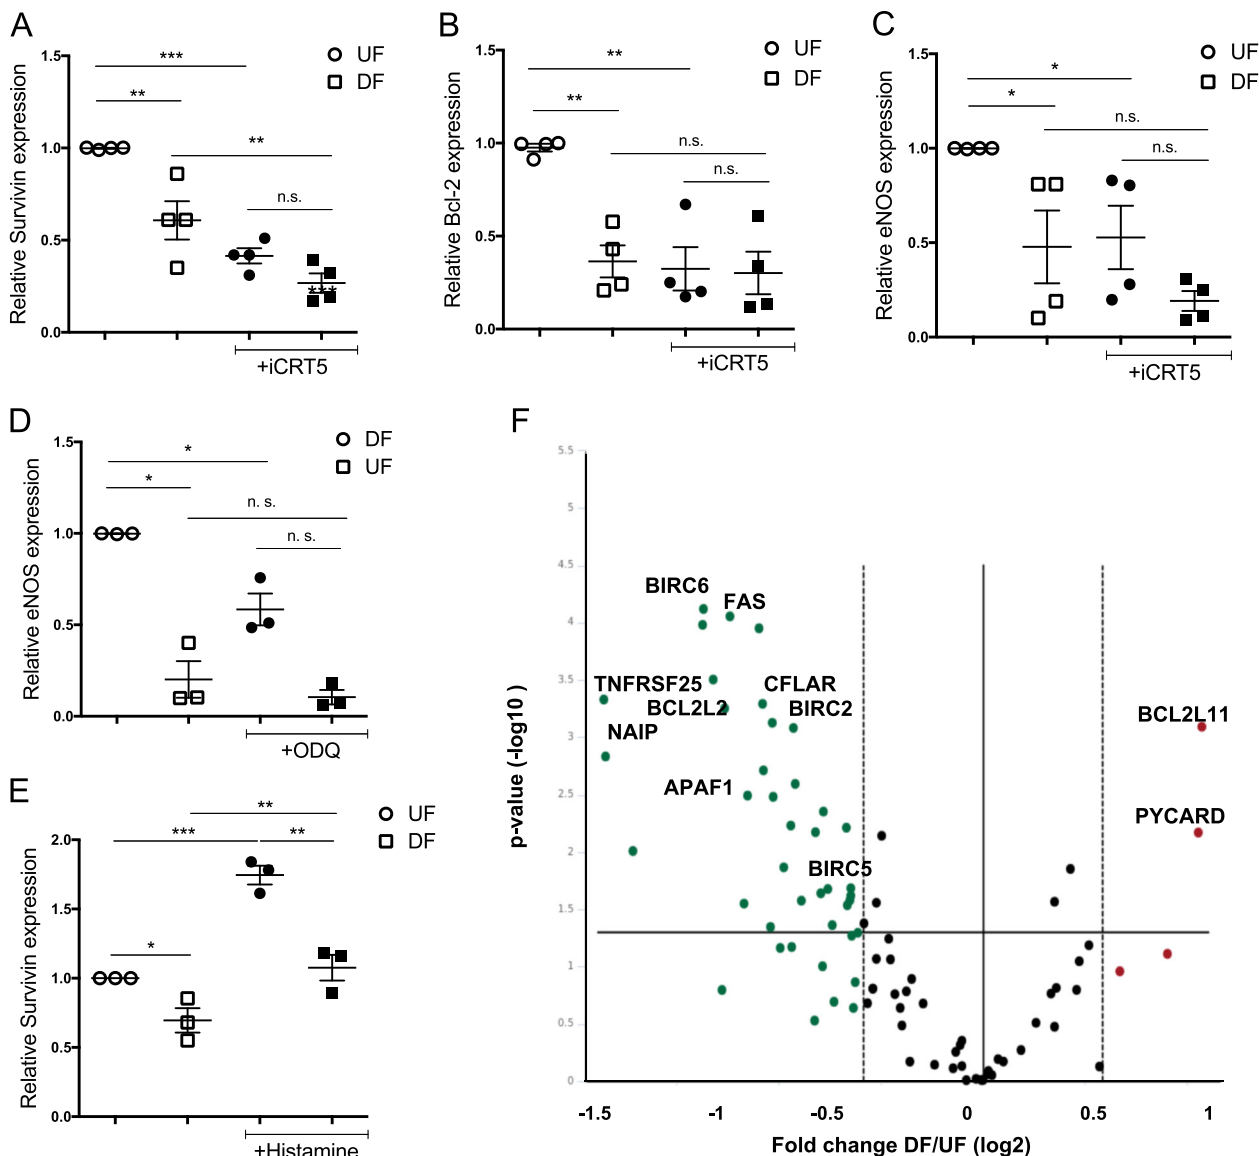 A
Relative Survivin expression
1.5
1.0
0.5
0.0
***
**
**
n.s.
***
UF
DF
+iCRT5
B
Relative Bcl-2 expression
1.5
1.0
0.5
0.0
**
**
n.s.
n.s.
UF
DF
+iCRT5
C
Relative eNOS expression
1.5
1.0
0.5
0.0
*
*
n.s.
n.s.
UF
DF
+iCRT5
D
Relative eNOS expression
1.5
1.0
0.5
0.0
*
*
n. s.
n. s.
DF
UF
+ODQ
E
Relative Survivin expression
2.0
1.5
1.0
0.5
0.0
**
***
**
*
UF
DF
+Histamine
F
p-value (-log10 )
5.5
5
4.5
4
3.5
3
2.5
2
1.5
1
0.5
0
BIRC6
FAS
TNFRSF25
CFLAR
BCL2L2
BIRC2
NAIP
BCL2L11
APAF1
PYCARD
BIRC5
-1.5
-1
-0.5
0
0.5
1
Fold change DF/UF (log2)